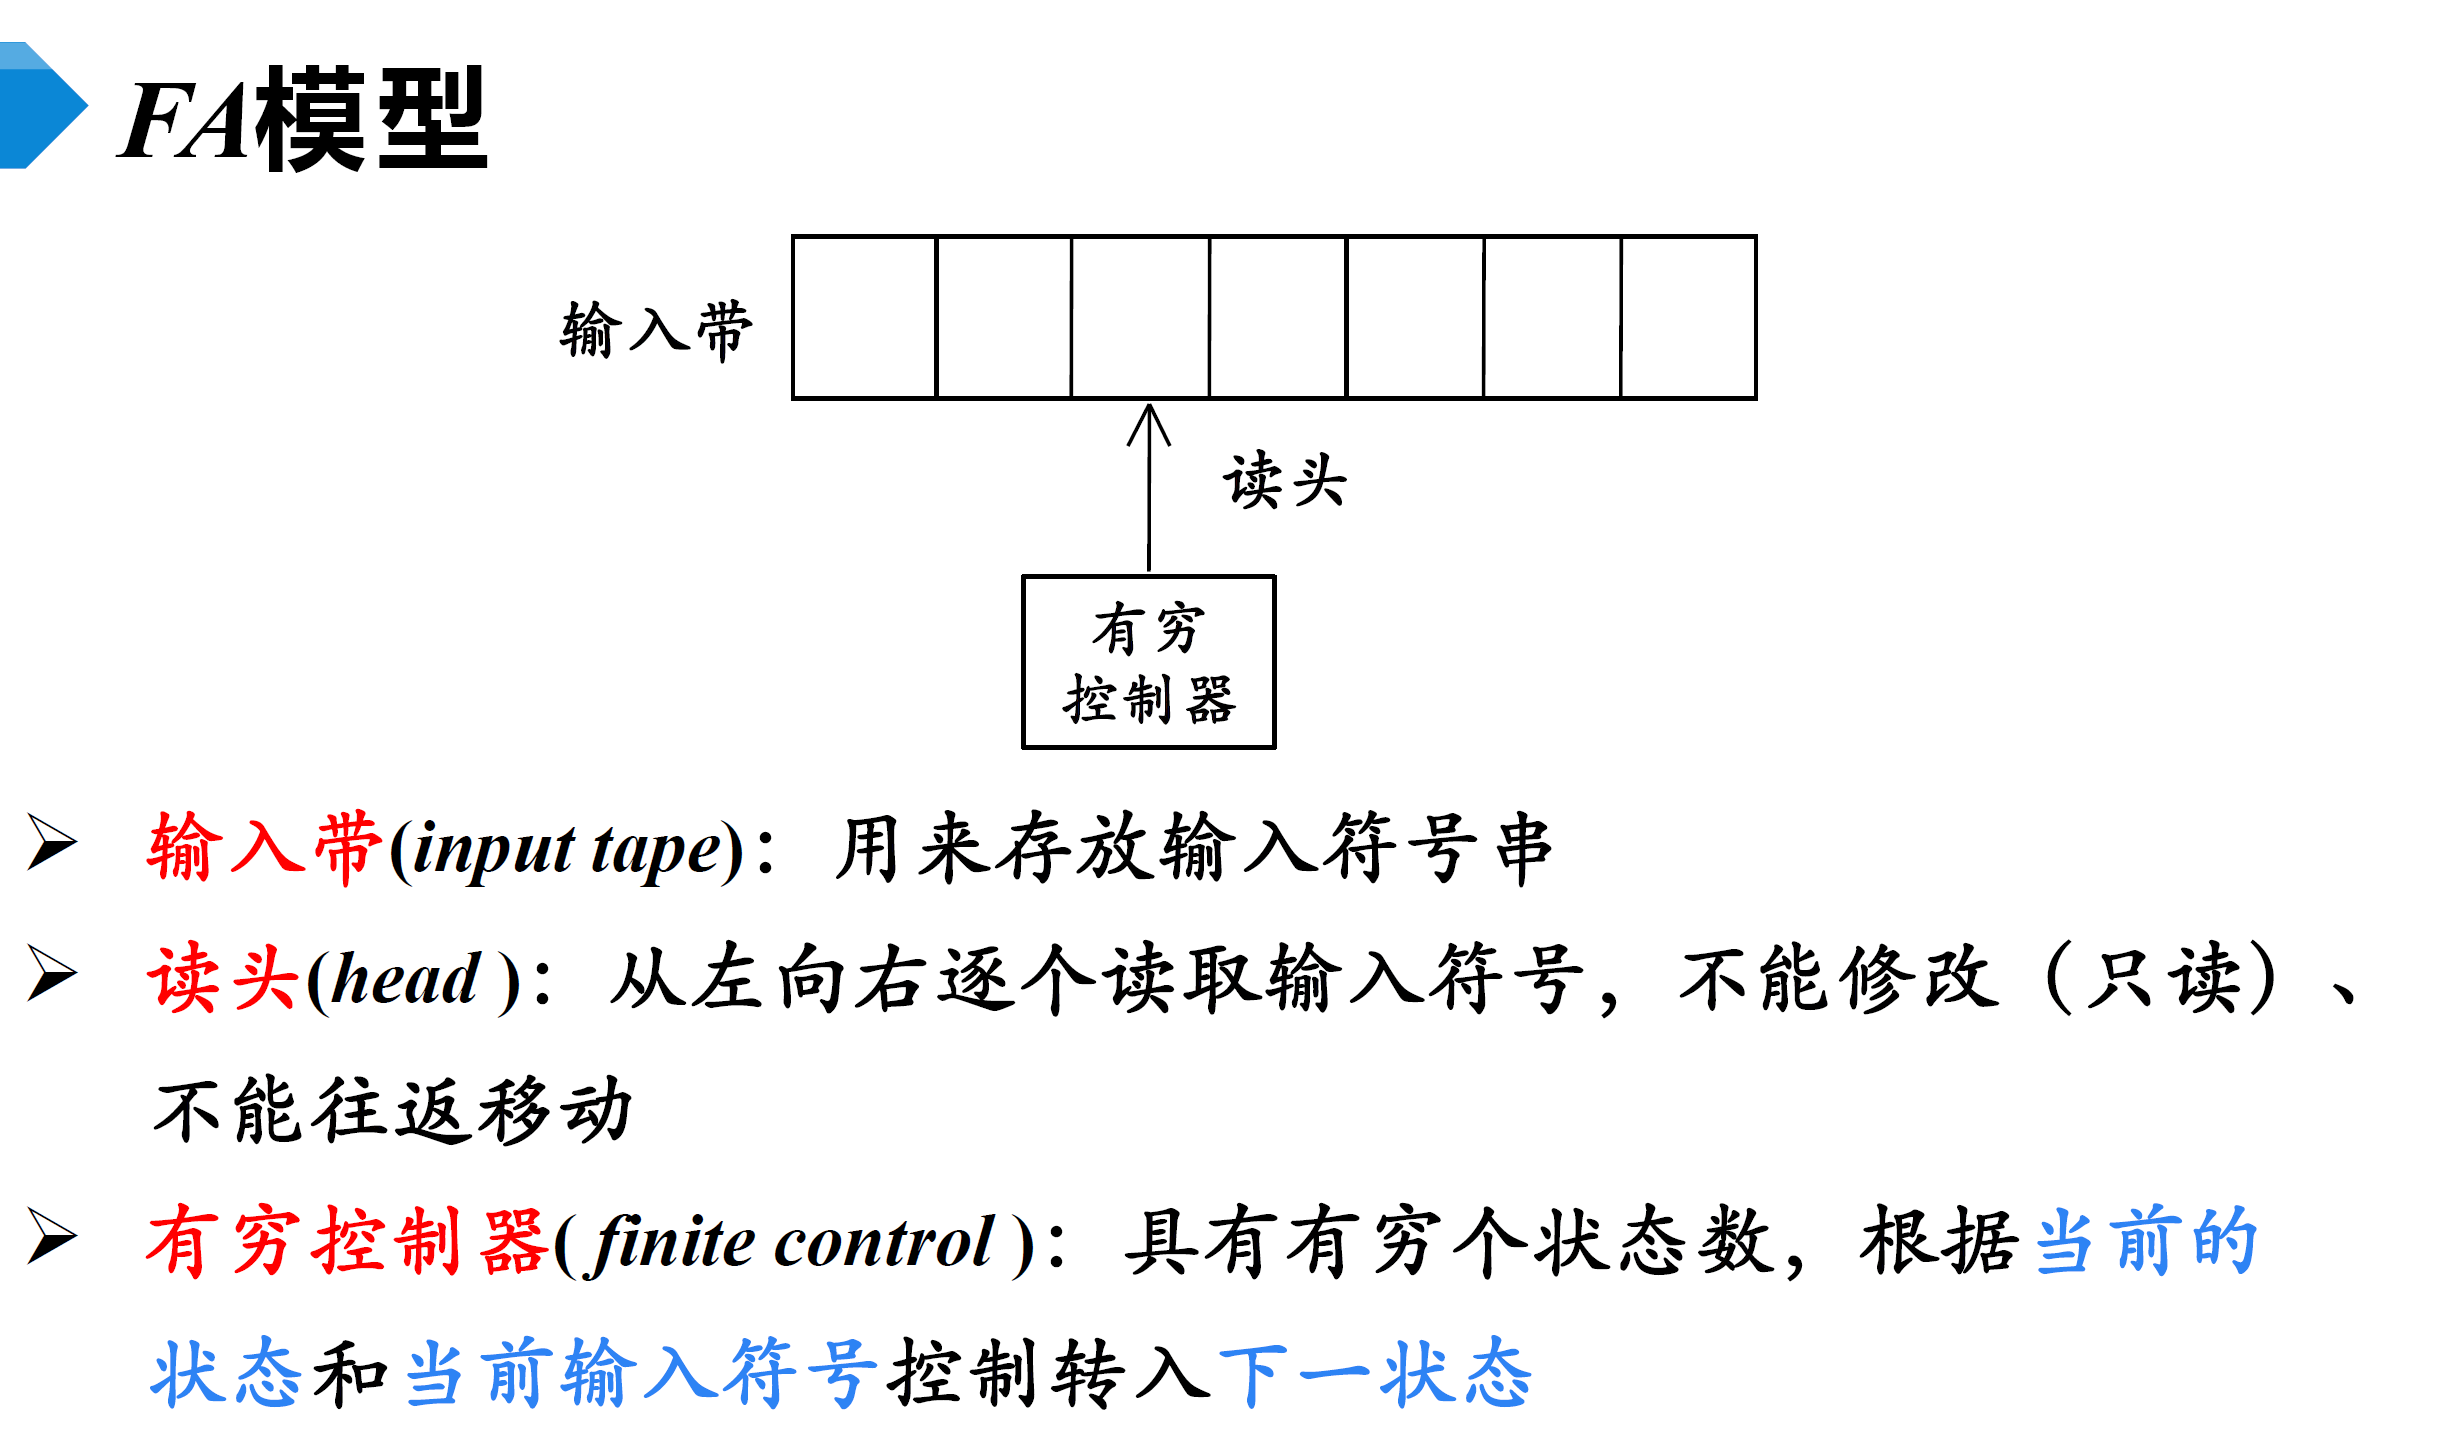 FA模型
输入带
读头
有穷
控制器
输入带(input tape)：用来存放输入符号串
读头(head )：从左向右逐个读取输入符号，不能修改（只读）、
不能往返移动
有穷控制器( finite control )：具有有穷个状态数，根据当前的
状态和当前输入符号控制转入下一状态